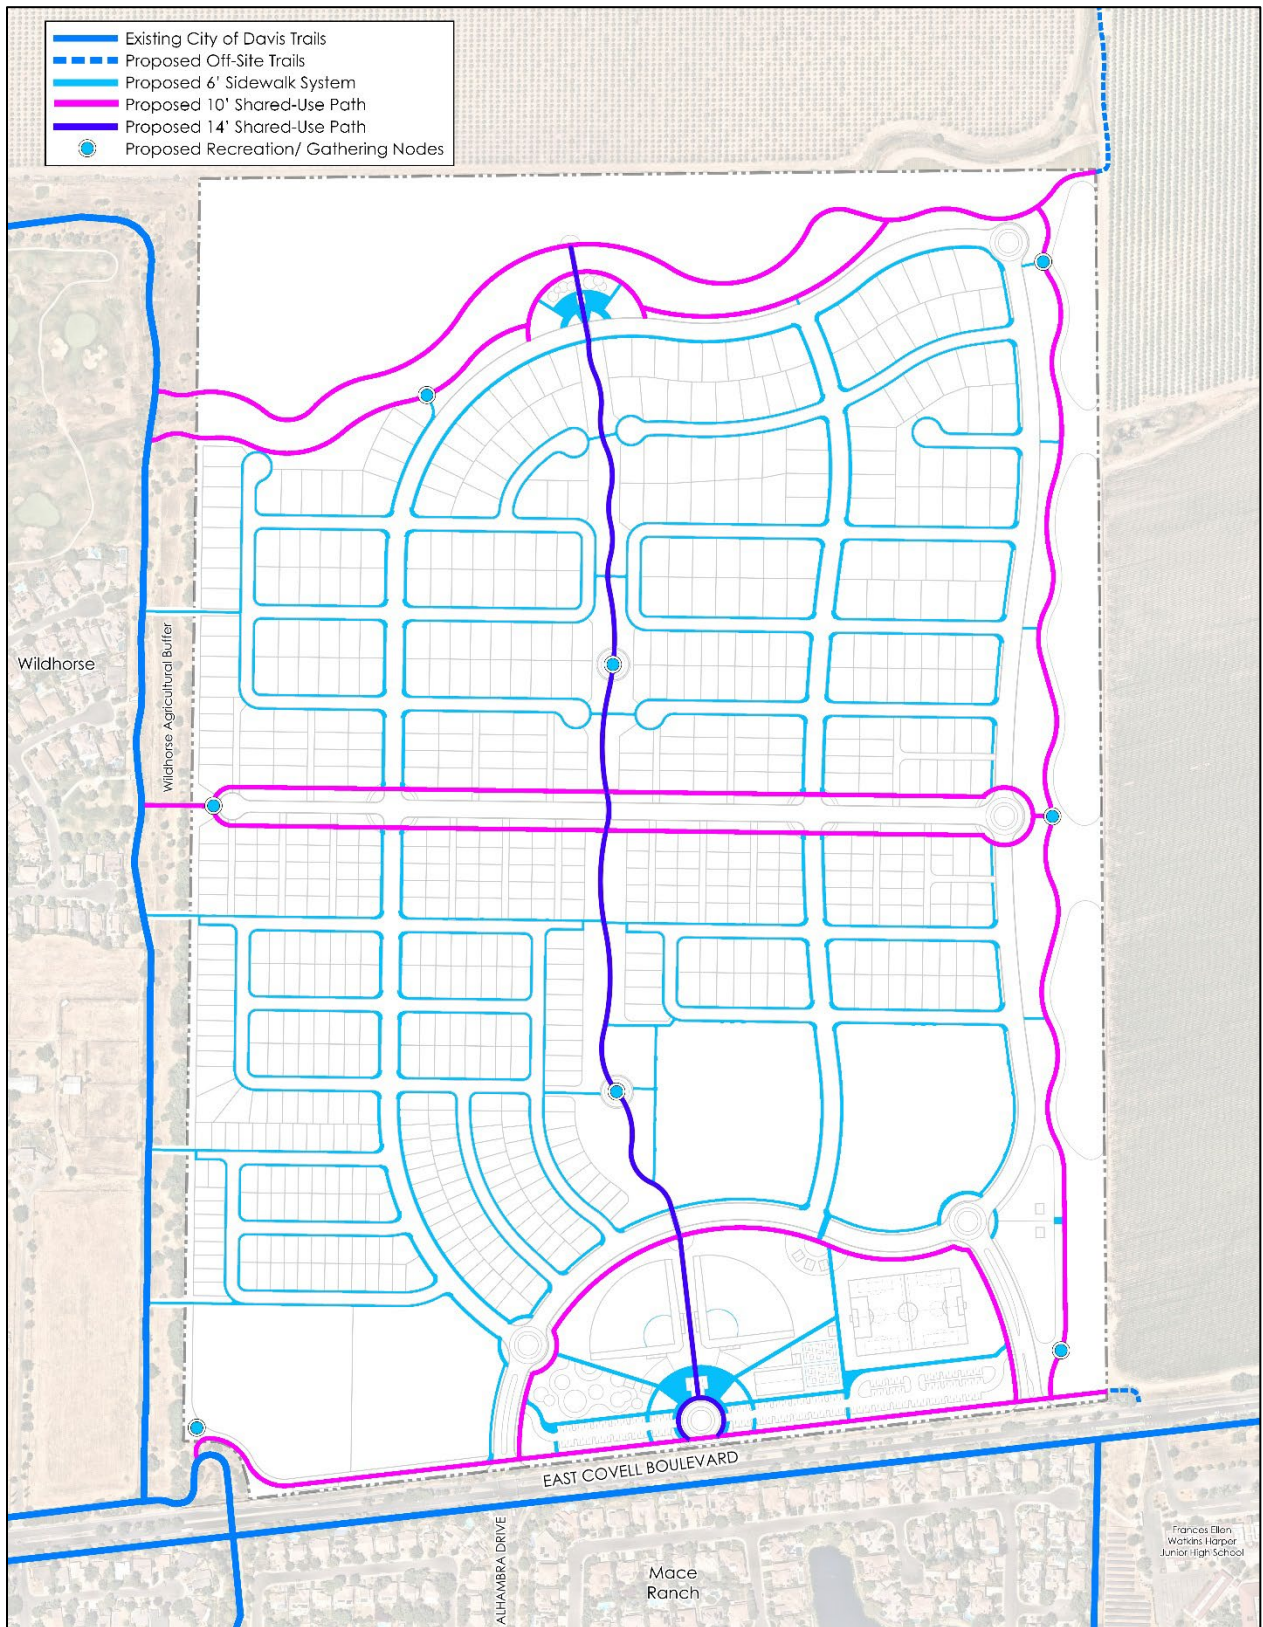 Existing City of Davis Trails
Proposed Off-Site Trails
Proposed 6' Sidewalk System
Proposed 10' Shared-Use Path
Proposed 14' Shared-Use Path
Proposed Recreation/ Gathering Nodes
Wildhorse
Wildhorse Agricultural Buffer
EAST COVELL BOULEVARD
ALHAMBRA DRIVE
Mace
Ranch
Frances Ellen
Watkins Harper
Junior High School